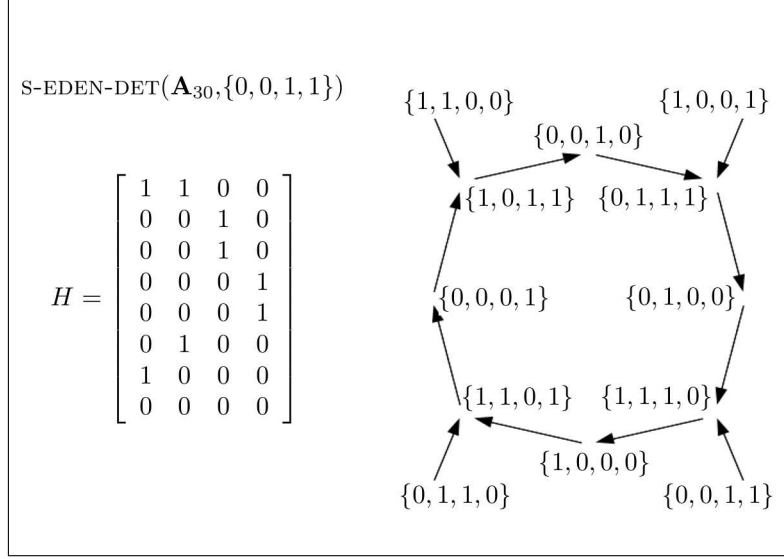 S-EDEN-DET(A₃₀,{0, 0, 1, 1})
H =
1 1 0 0
0 0 1 0
0 0 1 0
0 0 0 1
0 0 0 1
0 1 0 0
1 0 0 0
0 0 0 0
{1, 1, 0, 0} {1, 0, 0, 1}
{0, 0, 1, 0}
{1, 0, 1, 1} {0, 1, 1, 1}
{0, 0, 0, 1} {0, 1, 0, 0}
{1, 1, 0, 1} {1, 1, 1, 0}
{1, 0, 0, 0}
{0, 1, 1, 0} {0, 0, 1, 1}